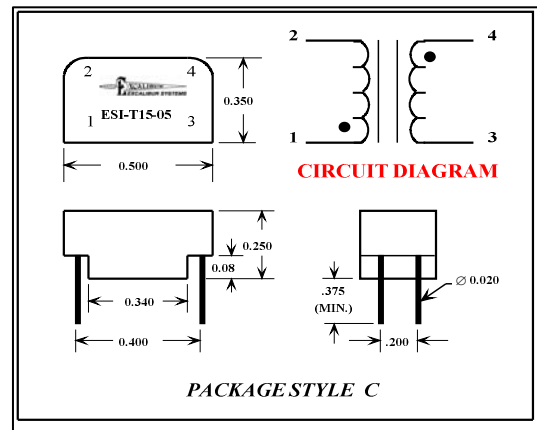 2 4
EXCALIBUR
EXCALIBUR SYSTEMS
ESI-T15-05
1 3
0.350
0.500
2 4
1 3
CIRCUIT DIAGRAM
0.250
0.08
0.340
0.400
.375
(MIN.)
∅ 0.020
.200
PACKAGE STYLE C